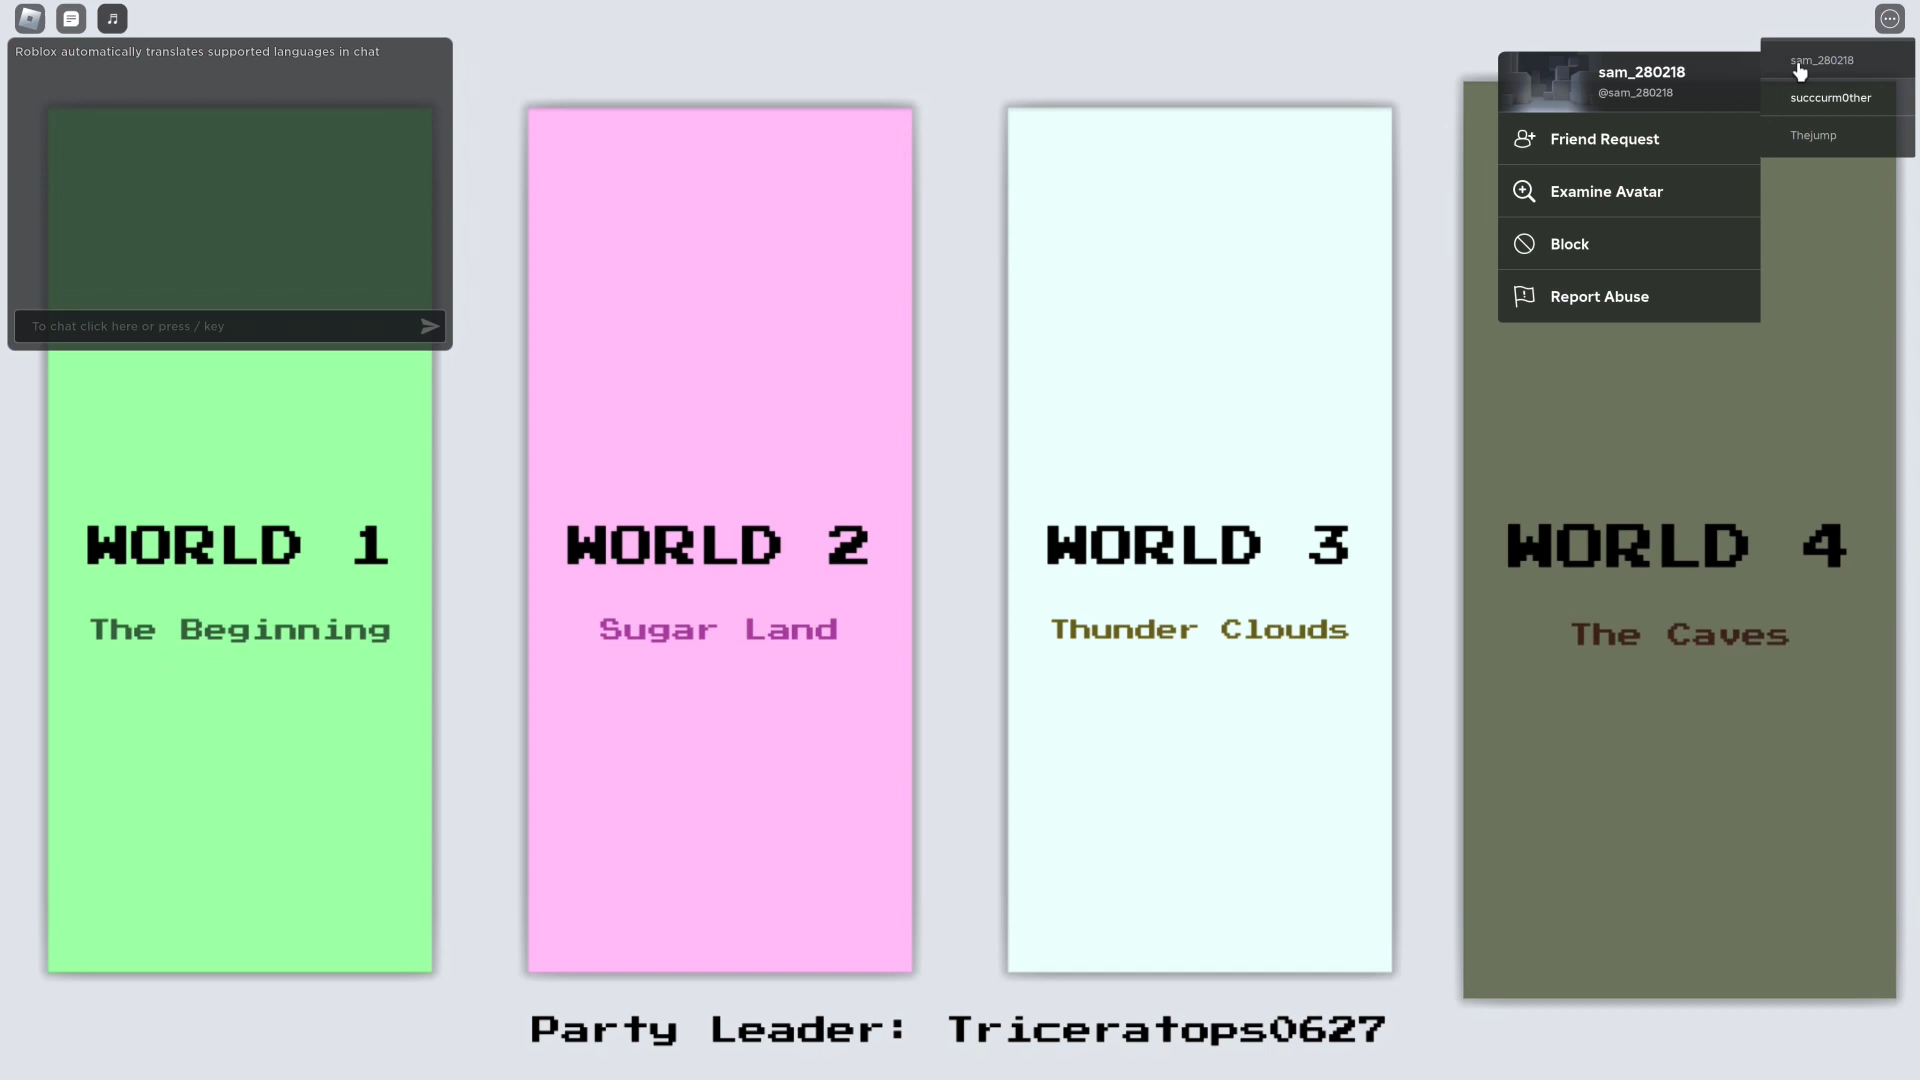 Roblox automatically translates supported languages in chat
To chat click here or press / key
sam_280218
@sam_280218
Friend Request
Examine Avatar
Block
Report Abuse
sam_280218
succcurm0ther
Thejump
WORLD 1
The Beginning
WORLD 2
Sugar Land
WORLD 3
Thunder Clouds
WORLD 4
The Caves
Party Leader: Triceratops0627